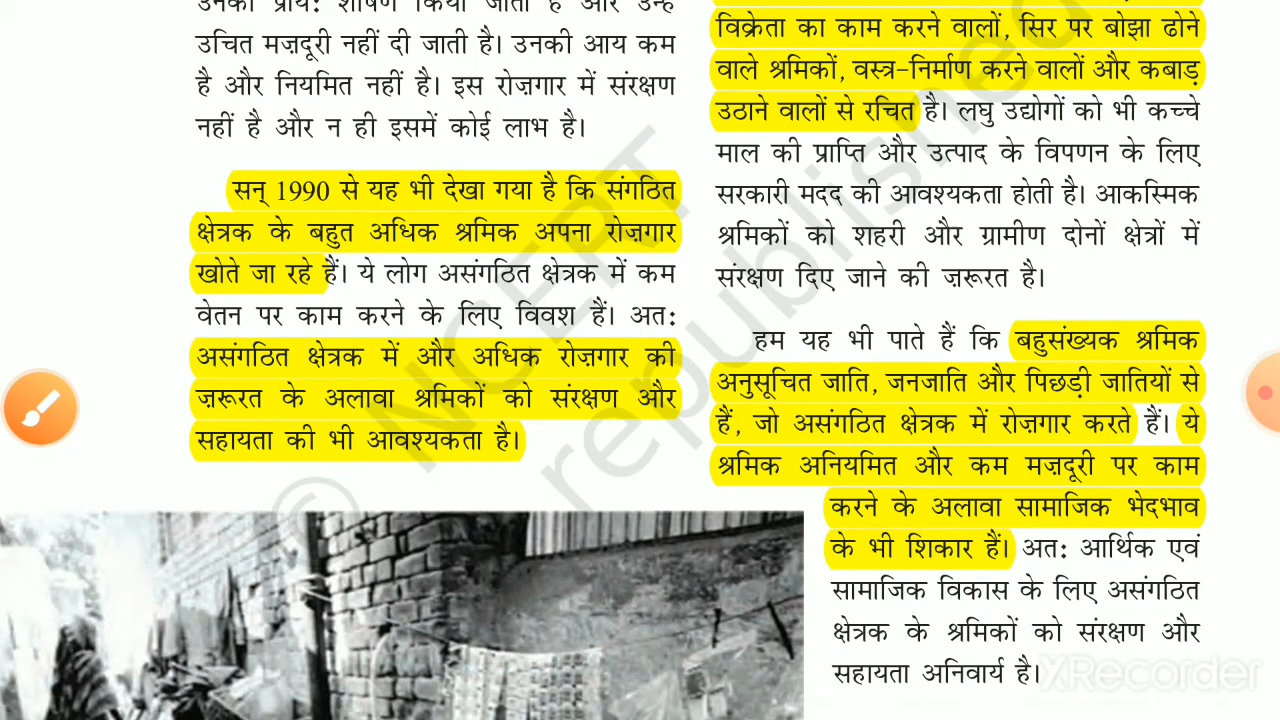 उनका प्राय: शोषण किया जाता है और उन्हें
उचित मज़दूरी नहीं दी जाती है। उनकी आय कम
है और नियमित नहीं है। इस रोज़गार में संरक्षण
नहीं है और न ही इसमें कोई लाभ है।
सन् 1990 से यह भी देखा गया है कि संगठित
क्षेत्रक के बहुत अधिक श्रमिक अपना रोज़गार
खोते जा रहे हैं। ये लोग असंगठित क्षेत्रक में कम
वेतन पर काम करने के लिए विवश हैं। अत:
असंगठित क्षेत्रक में और अधिक रोज़गार की
ज़रूरत के अलावा श्रमिकों को संरक्षण और
सहायता की भी आवश्यकता है।
विक्रेता का काम करने वालों, सिर पर बोझा ढोने
वाले श्रमिकों, वस्त्र–निर्माण करने वालों और कबाड़
उठाने वालों से रचित है। लघु उद्योगों को भी कच्चे
माल की प्राप्ति और उत्पाद के विपणन के लिए
सरकारी मदद की आवश्यकता होती है। आकस्मिक
श्रमिकों को शहरी और ग्रामीण दोनों क्षेत्रों में
संरक्षण दिए जाने की ज़रूरत है।
हम यह भी पाते हैं कि बहुसंख्यक श्रमिक
अनुसूचित जाति, जनजाति और पिछड़ी जातियों से
हैं, जो असंगठित क्षेत्रक में रोज़गार करते हैं। ये
श्रमिक अनियमित और कम मज़दूरी पर काम
करने के अलावा सामाजिक भेदभाव
के भी शिकार हैं। अत: आर्थिक एवं
सामाजिक विकास के लिए असंगठित
क्षेत्रक के श्रमिकों को संरक्षण और
सहायता अनिवार्य है।
© NCERT
republished
XRecorder